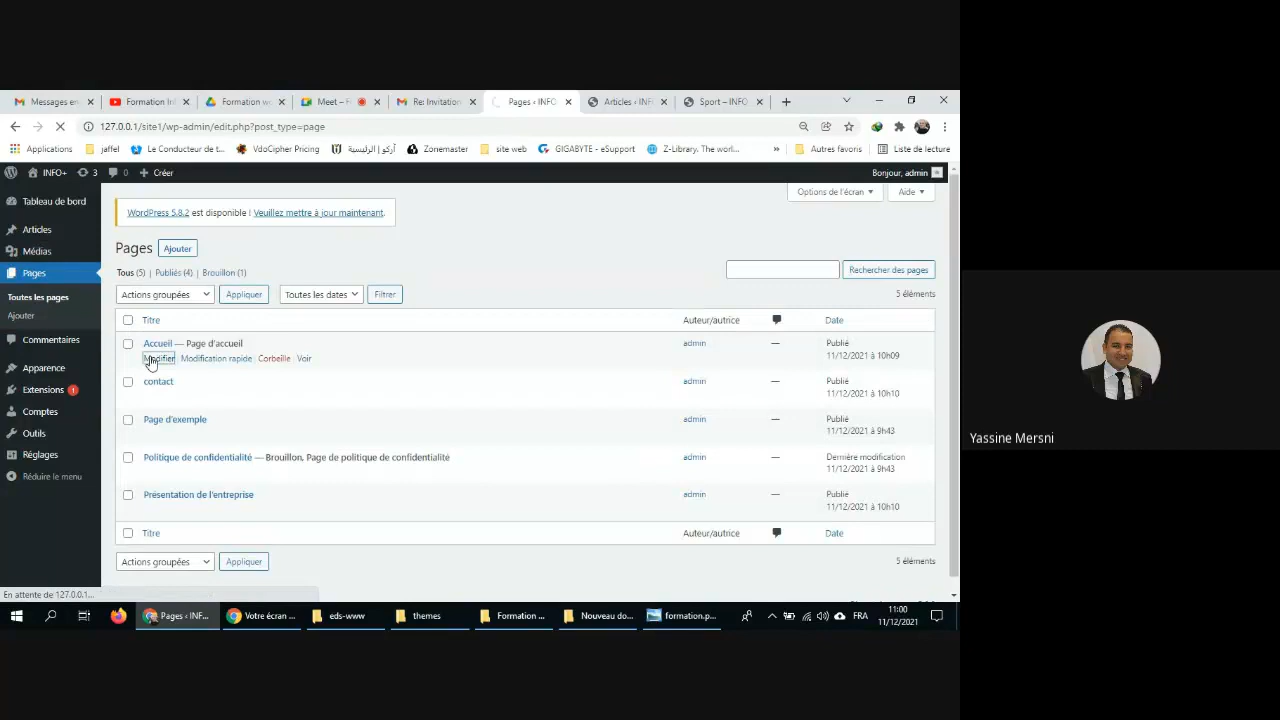 Messages e
Formation In
Formation w
Meet – F
Re: Invitation
Pages ‹ INFO
Articles ‹ INFO
Sport – INFO
127.0.0.1/site1/wp-admin/edit.php?post_type=page
Applications
jaffel
Le Conducteur de t...
VdoCipher Pricing
أركو | الرئيسية
Zonemaster
site web
GIGABYTE - eSupport
Z-Library. The worl...
»
Autres favoris
Liste de lecture
INFO+
3
0
Créer
Bonjour, admin
Tableau de bord
Articles
Médias
Pages
Toutes les pages
Ajouter
Commentaires
Apparence
Extensions 1
Comptes
Outils
Réglages
Réduire le menu
Options de l'écran
Aide
WordPress 5.8.2 est disponible ! Veuillez mettre à jour maintenant.
Pages Ajouter
Tous (5) | Publiés (4) | Brouillon (1)
Rechercher des pages
Actions groupées
Appliquer
Toutes les dates
Filtrer
5 éléments
Titre
Auteur/autrice
Date
Accueil — Page d'accueil
Modifier | Modification rapide | Corbeille | Voir
admin
—
Publié
11/12/2021 à 10h09
contact
admin
—
Publié
11/12/2021 à 10h10
Page d'exemple
admin
—
Publié
11/12/2021 à 9h43
Politique de confidentialité — Brouillon, Page de politique de confidentialité
admin
—
Dernière modification
11/12/2021 à 9h43
Présentation de l'entreprise
admin
—
Publié
11/12/2021 à 10h10
Titre
Auteur/autrice
Date
Actions groupées
Appliquer
5 éléments
En attente de 127.0.0.1...
Pages ‹ INF...
Votre écran ...
eds-www
themes
Formation ...
Nouveau do...
formation.p...
FRA
11:00
11/12/2021
Yassine Mersni